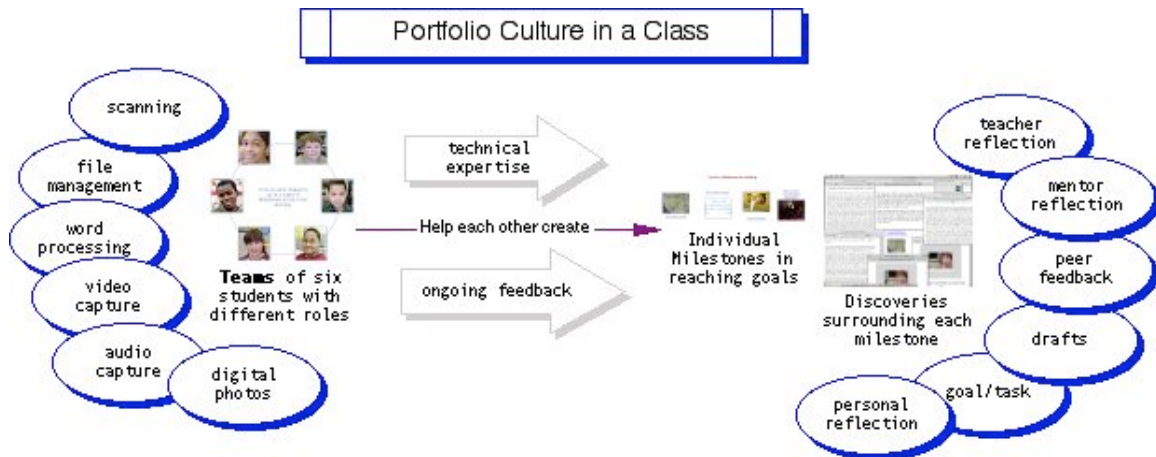 Portfolio Culture in a Class
scanning
file
management
word
processing
video
capture
audio
capture
digital
photos
Teams of six
students with
different roles
technical
expertise
Help each other create
ongoing feedback
Individual
Milestones in
reaching goals
Discoveries
surrounding each
milestone
teacher
reflection
mentor
reflection
peer
feedback
drafts
goal/task
personal
reflection